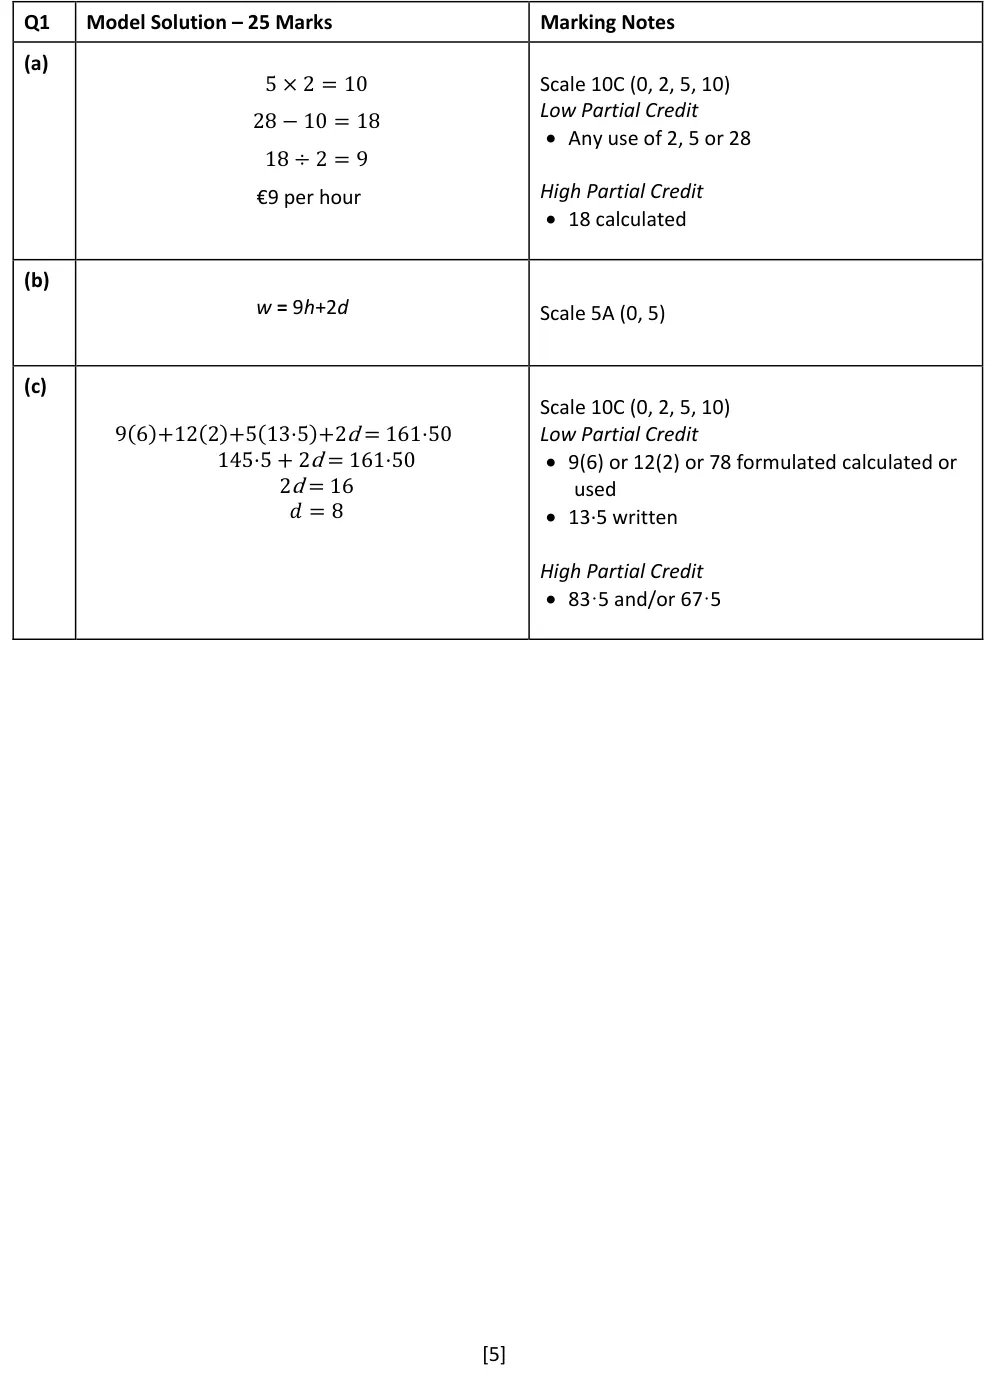 Q1 Model Solution – 25 Marks Marking Notes
(a)
5 × 2 = 10
28 − 10 = 18
18 ÷ 2 = 9
€9 per hour
Scale 10C (0, 2, 5, 10)
Low Partial Credit
• Any use of 2, 5 or 28
High Partial Credit
• 18 calculated
(b)
w = 9h+2d
Scale 5A (0, 5)
(c)
9(6)+12(2)+5(13·5)+2d = 161·50
145·5 + 2d = 161·50
2d = 16
d = 8
Scale 10C (0, 2, 5, 10)
Low Partial Credit
• 9(6) or 12(2) or 78 formulated calculated or
used
• 13·5 written
High Partial Credit
• 83·5 and/or 67·5
[5]